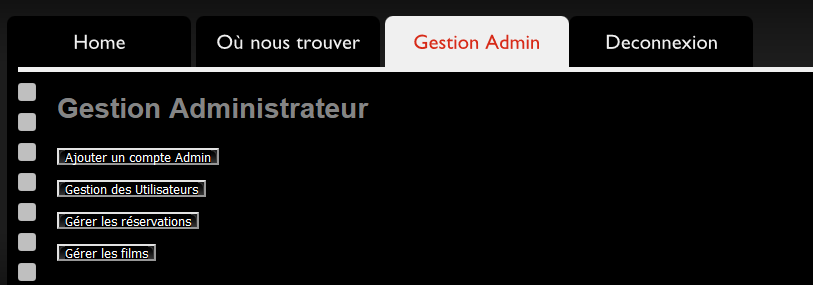 Home Où nous trouver Gestion Admin Deconnexion
Gestion Administrateur
Ajouter un compte Admin
Gestion des Utilisateurs
Gérer les réservations
Gérer les films